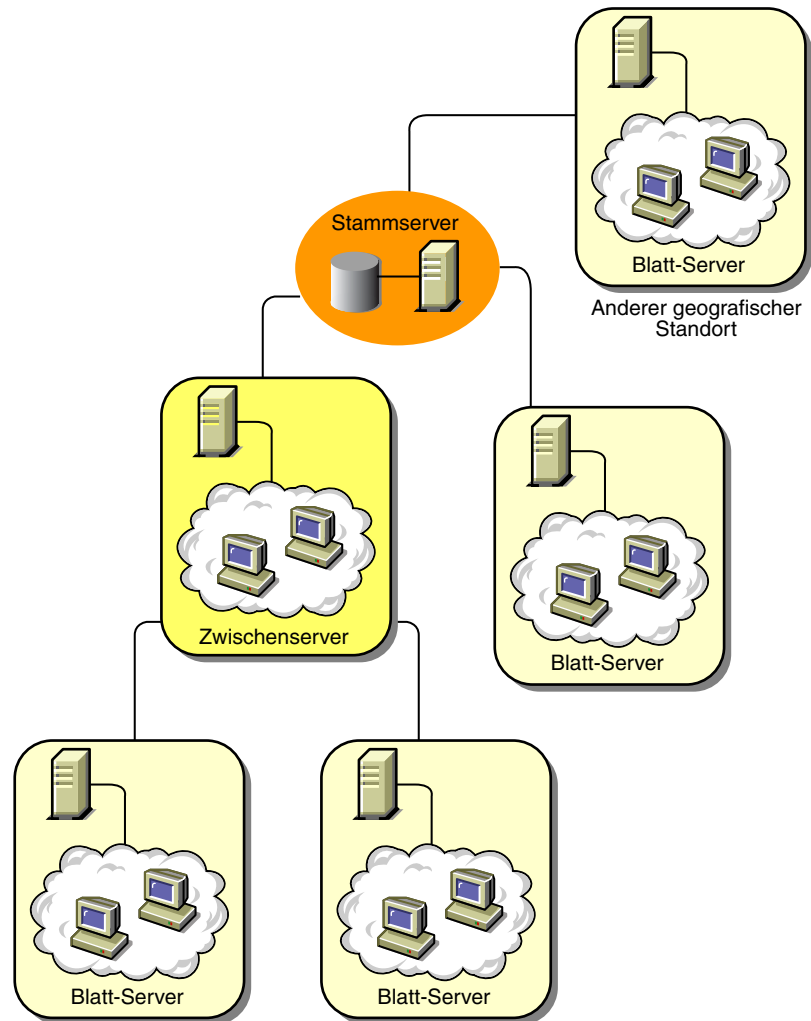 Stammserver
Blatt-Server
Anderer geografischer
Standort
Zwischenserver
Blatt-Server
Blatt-Server
Blatt-Server